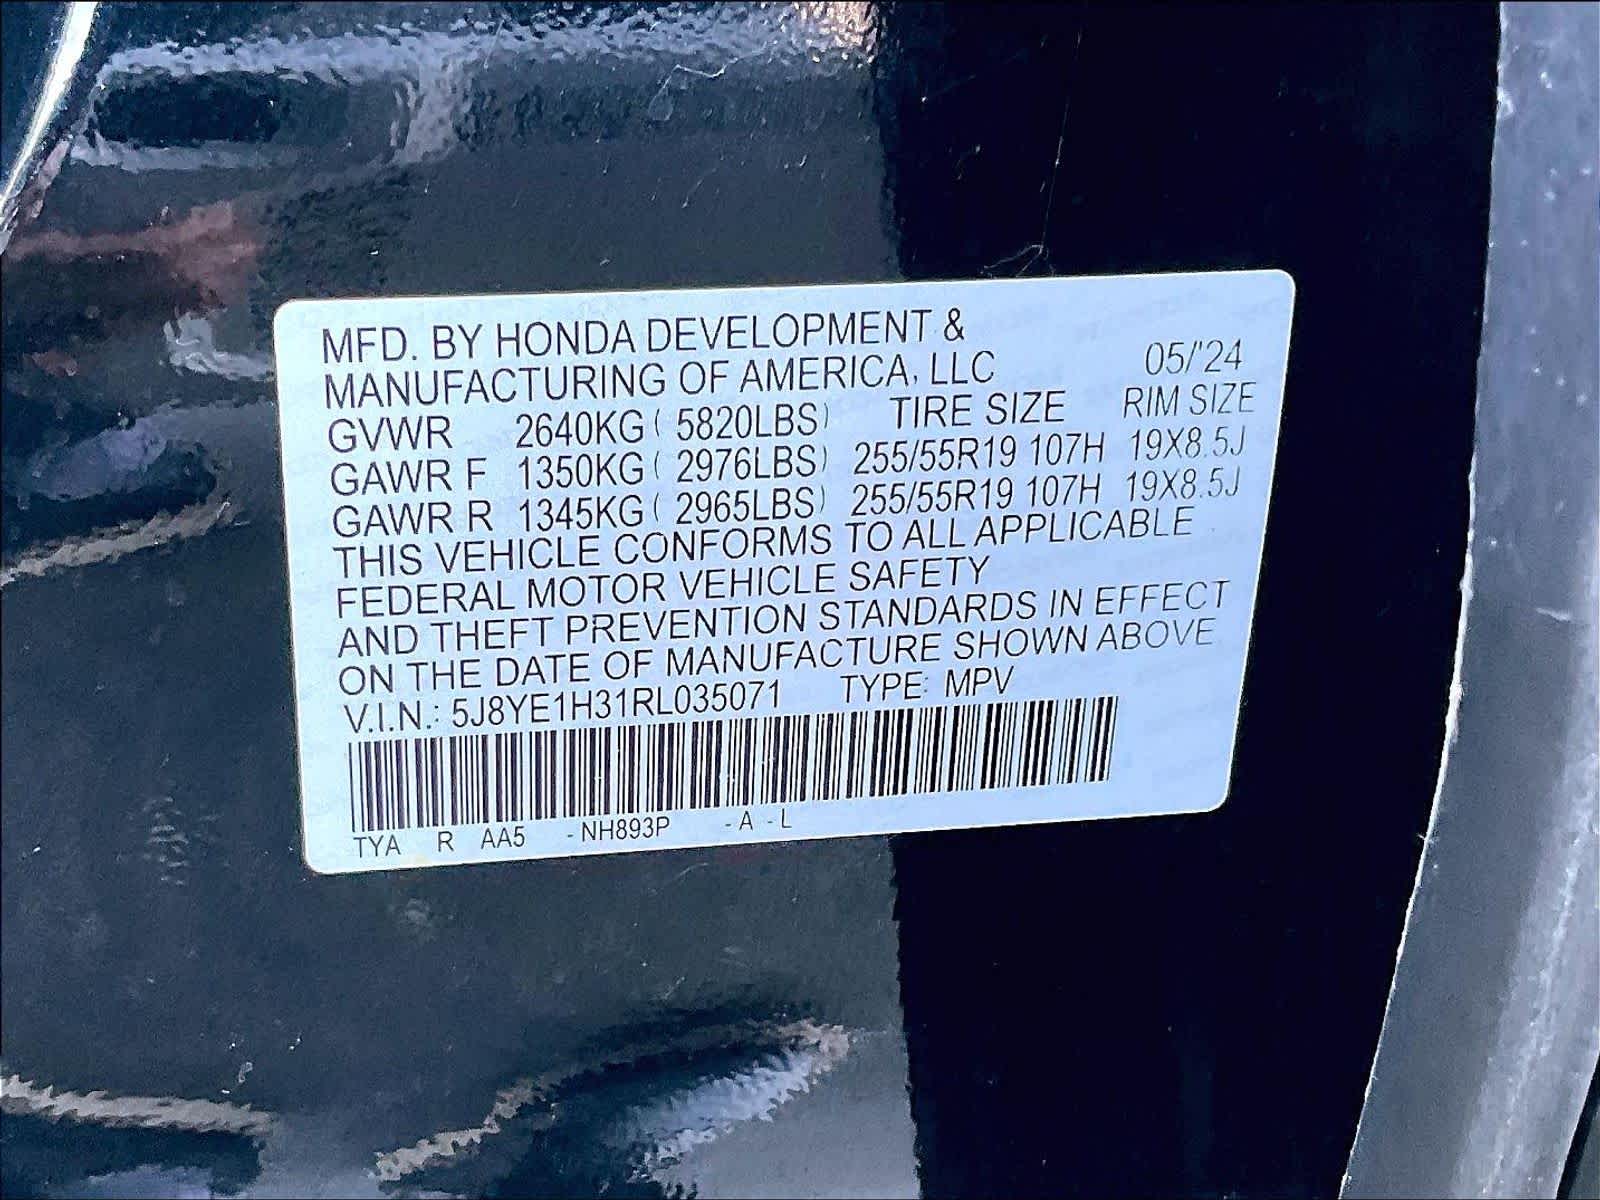 MFD. BY HONDA DEVELOPMENT &
MANUFACTURING OF AMERICA, LLC 05/'24
GVWR 2640KG ( 5820LBS) TIRE SIZE RIM SIZE
GAWR F 1350KG ( 2976LBS) 255/55R19 107H 19X8.5J
GAWR R 1345KG ( 2965LBS) 255/55R19 107H 19X8.5J
THIS VEHICLE CONFORMS TO ALL APPLICABLE
FEDERAL MOTOR VEHICLE SAFETY
AND THEFT PREVENTION STANDARDS IN EFFECT
ON THE DATE OF MANUFACTURE SHOWN ABOVE
V.I.N.: 5J8YE1H31RL035071 TYPE: MPV
TYA R AA5 - NH893P - A - L